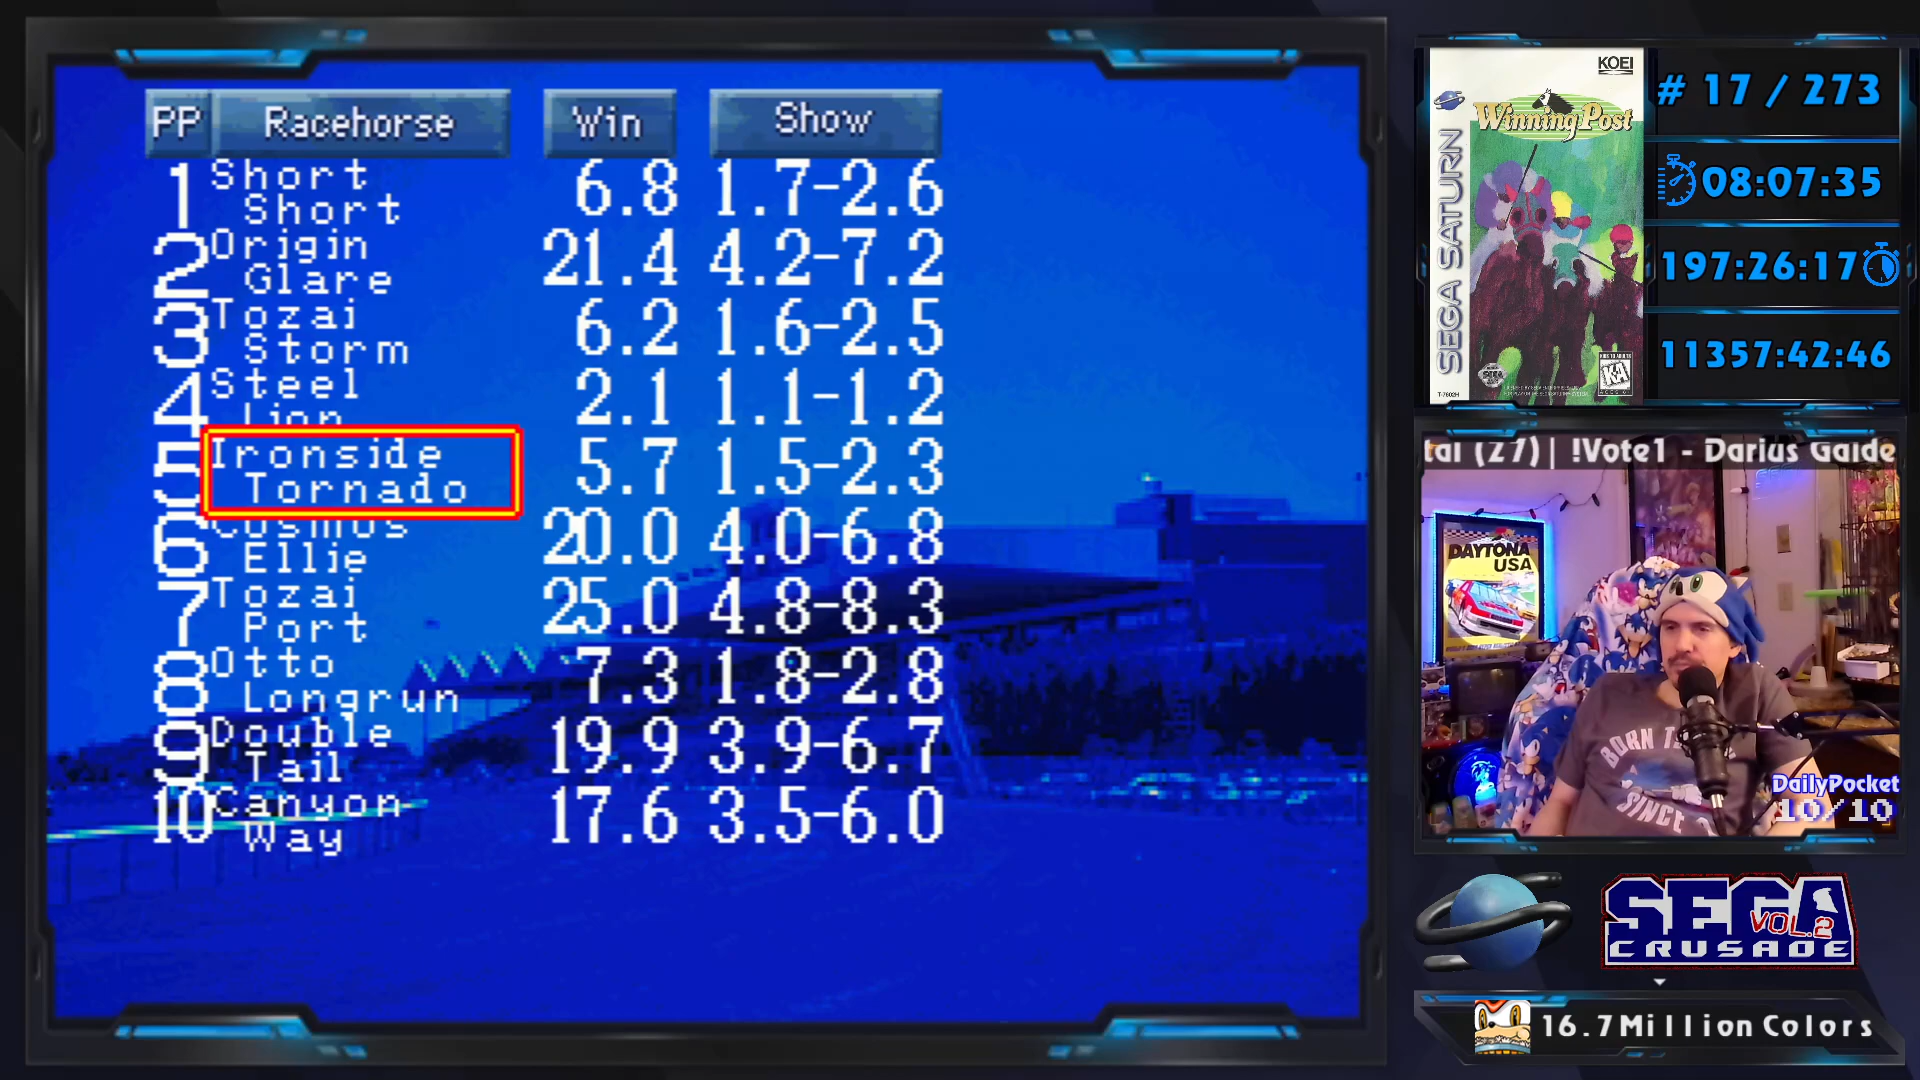 PP Racehorse Win Show
1 Short Short 6.8 1.7-2.6
2 Origin Glare 21.4 4.2-7.2
3 Tozai Storm 6.2 1.6-2.5
4 Steel Lion 2.1 1.1-1.2
5 Ironside Tornado 5.7 1.5-2.3
6 Cosmos Ellie 20.0 4.0-6.8
7 Tozai Port 25.0 4.8-8.3
8 Otto Longrun 7.3 1.8-2.8
9 Double Tail 19.9 3.9-6.7
10 Canyon Way 17.6 3.5-6.0
KOEI
Winning Post
SEGA SATURN
K-A
T-7602H
# 17 / 273
08:07:35
197:26:17
11357:42:46
tal (27) | !Vote1 - Darius Gaide
DAYTONA
USA
BORN
SINCE
DailyPocket
10/10
SEGA
VOL.2
CRUSADE
16.7Million Colors